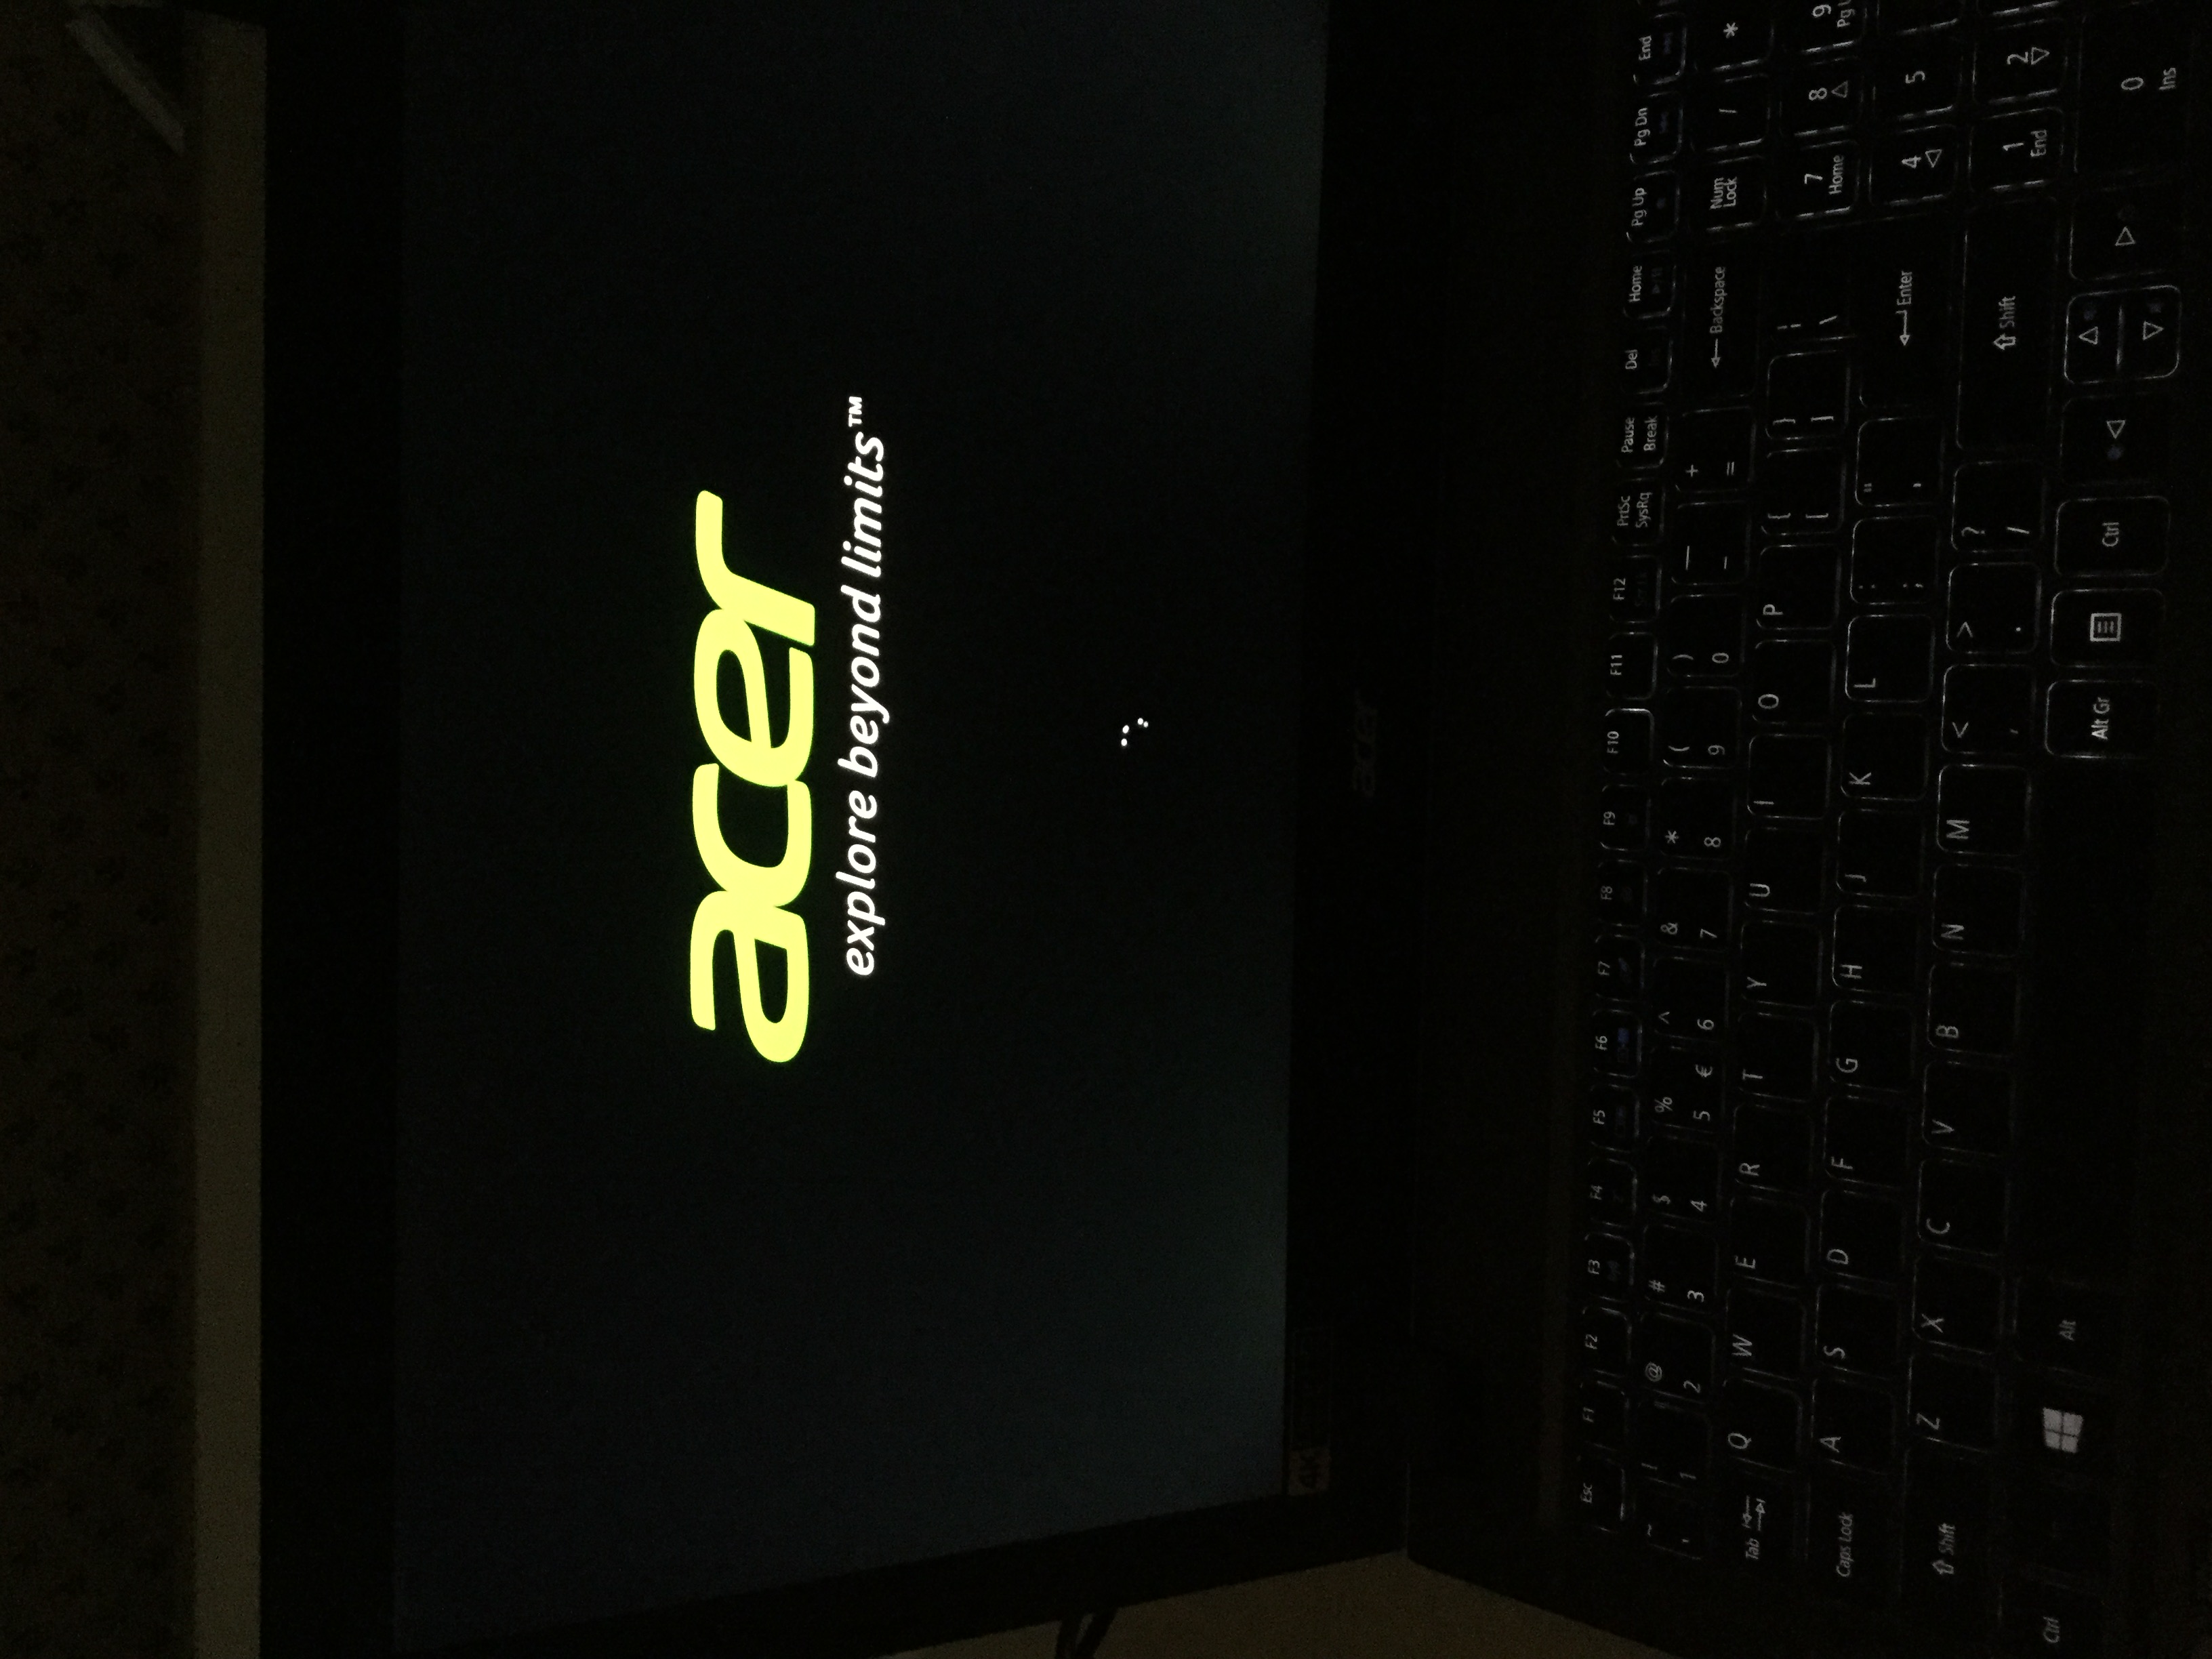 acer
explore beyond limits™
4K
acer
Esc F1 F2 F3 F4 F5 F6 F7 F8 F9 F10 F11 F12 PrtSc SysRq Pause Break Del Home Pg Up Pg Dn End
~ ! 1 @ 2 # 3 $ 4 % 5 € ^ 6 & 7 * 8 ( 9 ) 0 — - + = Backspace Num Lock / *
Tab Q W E R T Y U I O P { [ } ] ¦ \ 7 Home 8 9
Caps Lock A S D F G H J K L : ; " ' Enter 4 5
Shift Z X C V B N M < , > . ? / Shift 1 End 2
Ctrl Alt Alt Gr Ctrl 0 Ins